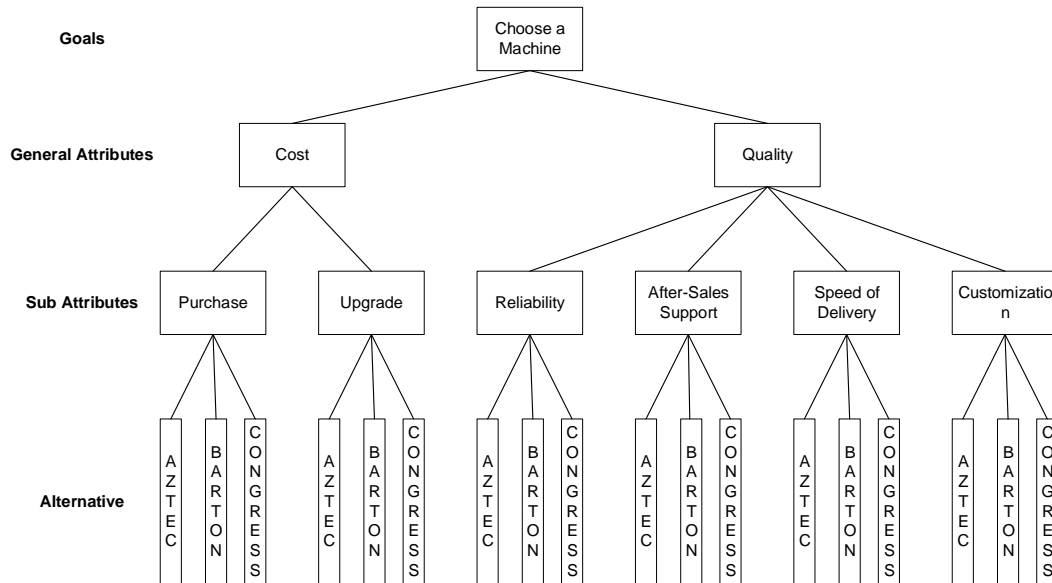 Goals
Choose a
Machine
General Attributes
Cost
Quality
Sub Attributes
Purchase
Upgrade
Reliability
After-Sales
Support
Speed of
Delivery
Customizatio
n
Alternative
AZTEC
BARTON
CONGRESS
AZTEC
BARTON
CONGRESS
AZTEC
BARTON
CONGRESS
AZTEC
BARTON
CONGRESS
AZTEC
BARTON
CONGRESS
AZTEC
BARTON
CONGRESS